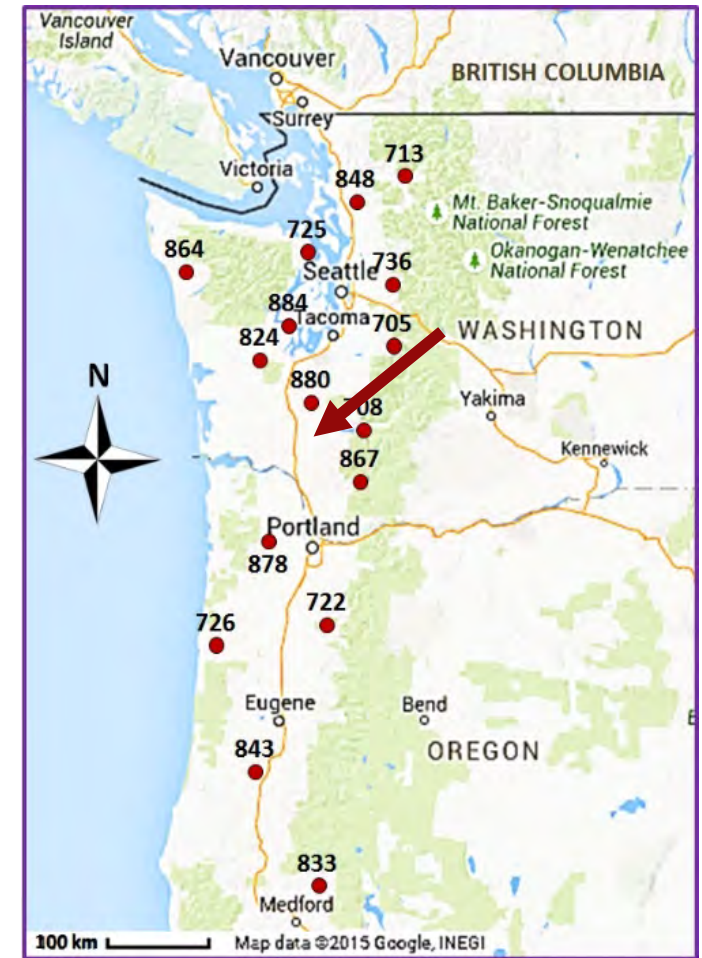 Vancouver
Island
Vancouver
BRITISH COLUMBIA
Surrey
713
Victoria
848
Mt. Baker-Snoqualmie
National Forest
725
864
Okanogan-Wenatchee
National Forest
Seattle
736
884
Tacoma
705
WASHINGTON
824
N
880
Yakima
08
Kennewick
867
Portland
878
722
726
Eugene
Bend
843
OREGON
833
Medford
100 km
Map data ©2015 Google, INEGI